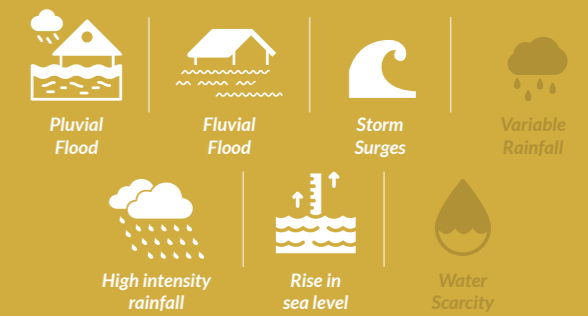 Pluvial
Flood
Fluvial
Flood
Storm
Surges
Variable
Rainfall
High intensity
rainfall
Rise in
sea level
Water
Scarcity